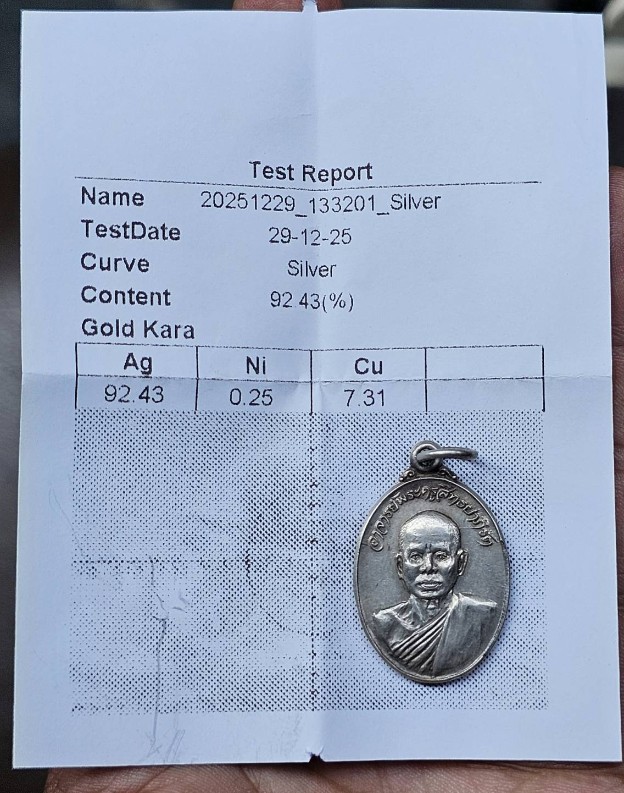 Test Report
Name 20251229_133201_Silver
TestDate 29-12-25
Curve Silver
Content 92.43(%)
Gold Kara
Ag Ni Cu
92.43 0.25 7.31